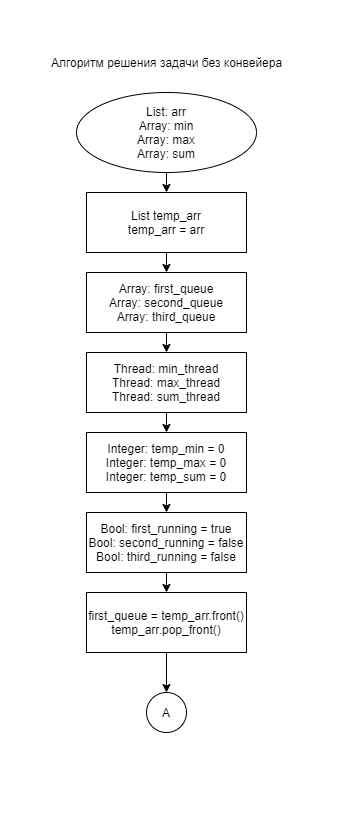 Алгоритм решения задачи без конвейера
List: arr
Array: min
Array: max
Array: sum
List temp_arr
temp_arr = arr
Array: first_queue
Array: second_queue
Array: third_queue
Thread: min_thread
Thread: max_thread
Thread: sum_thread
Integer: temp_min = 0
Integer: temp_max = 0
Integer: temp_sum = 0
Bool: first_running = true
Bool: second_running = false
Bool: third_running = false
first_queue = temp_arr.front()
temp_arr.pop_front()
A